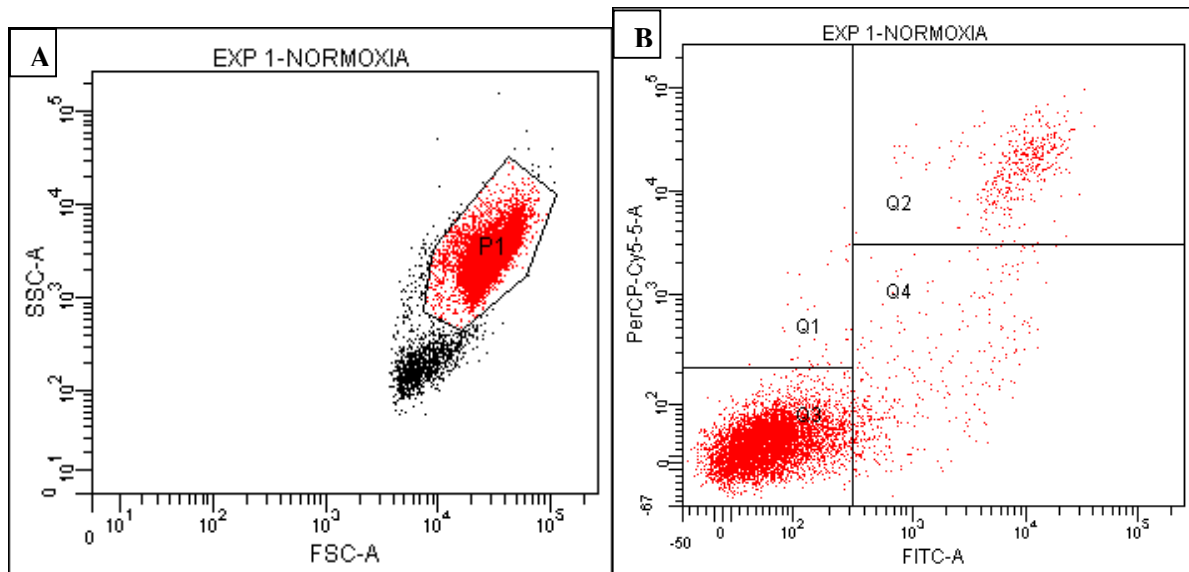 A
EXP 1-NORMOXIA
SSC-A
10^5
10^4
10^3
10^2
10^1
0
P1
0
10^1
10^2
10^3
10^4
10^5
FSC-A
B
EXP 1-NORMOXIA
PerCP-Cy5-5-A
10^5
10^4
10^3
10^2
0
-67
Q2
Q4
Q1
Q3
-50
0
10^2
10^3
10^4
10^5
FITC-A